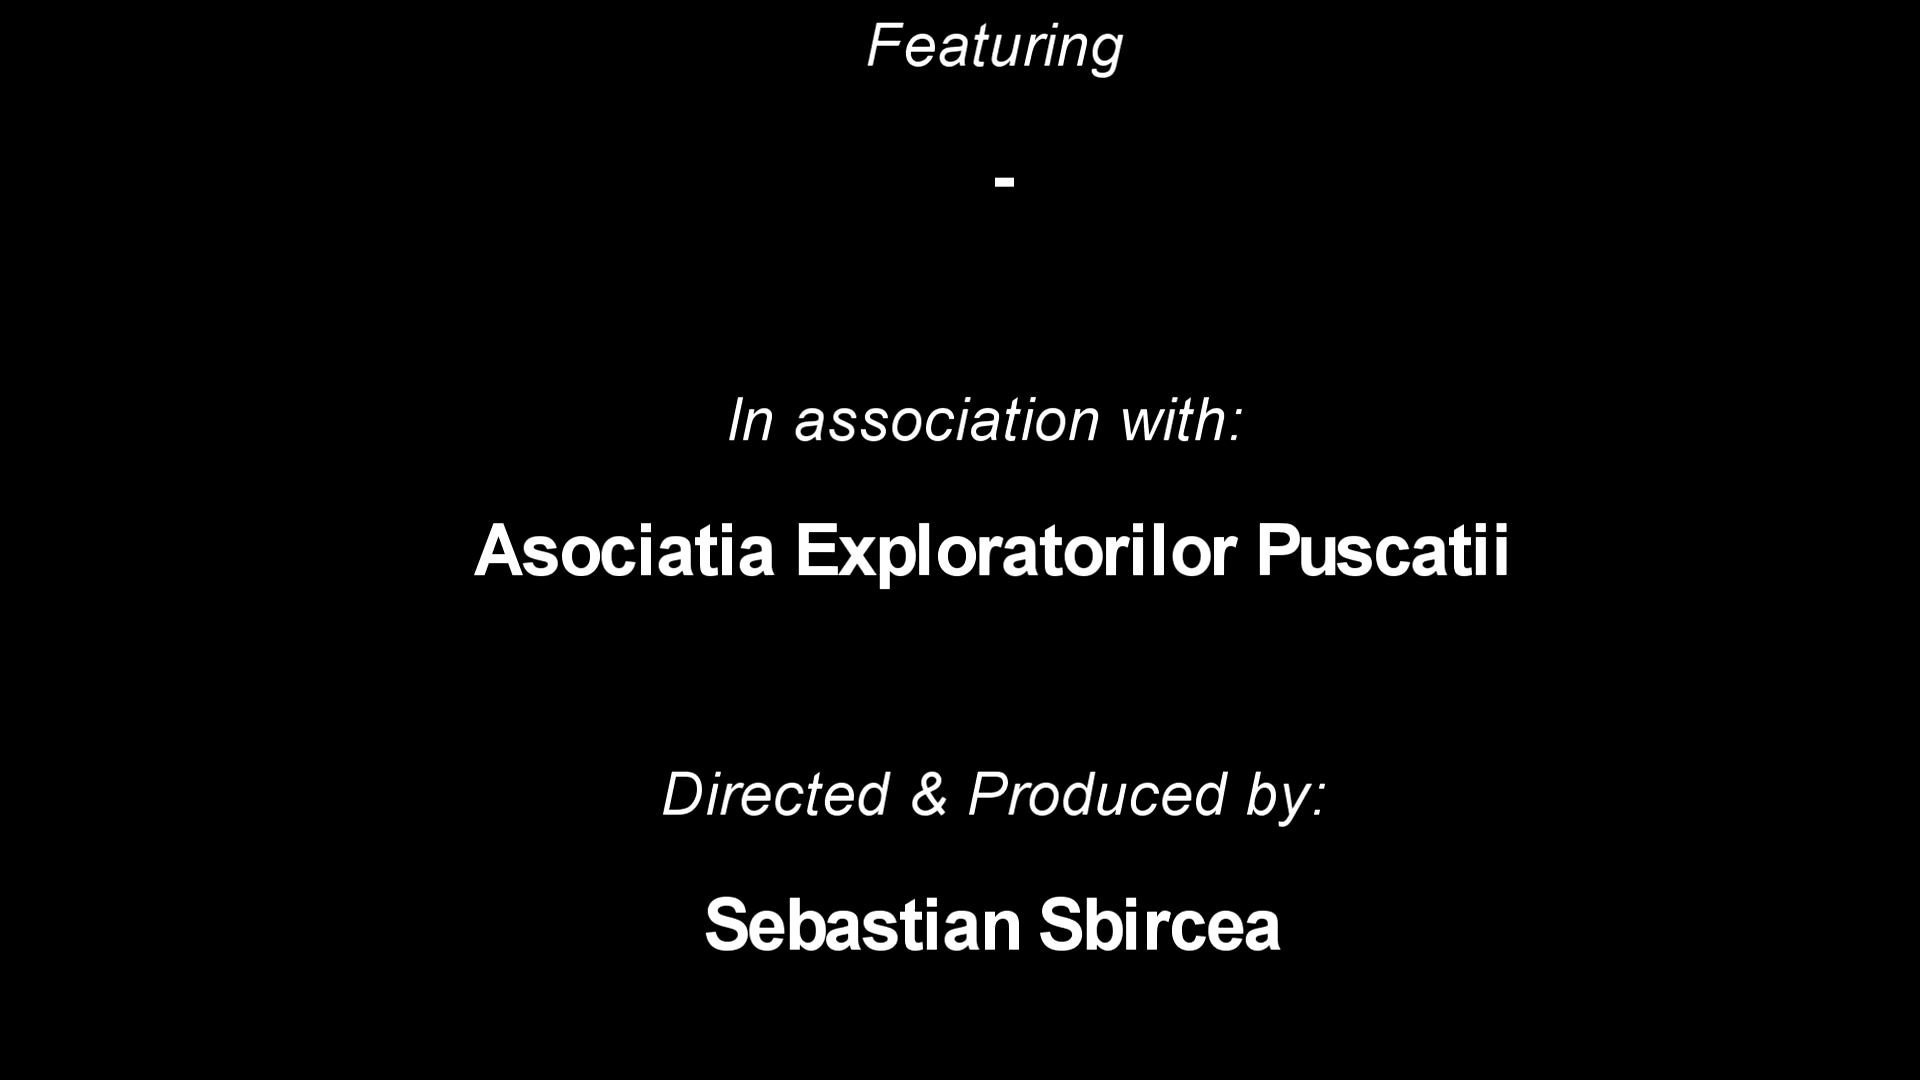 Featuring
-
In association with:
Asociatia Exploratorilor Puscatii
Directed & Produced by:
Sebastian Sbircea